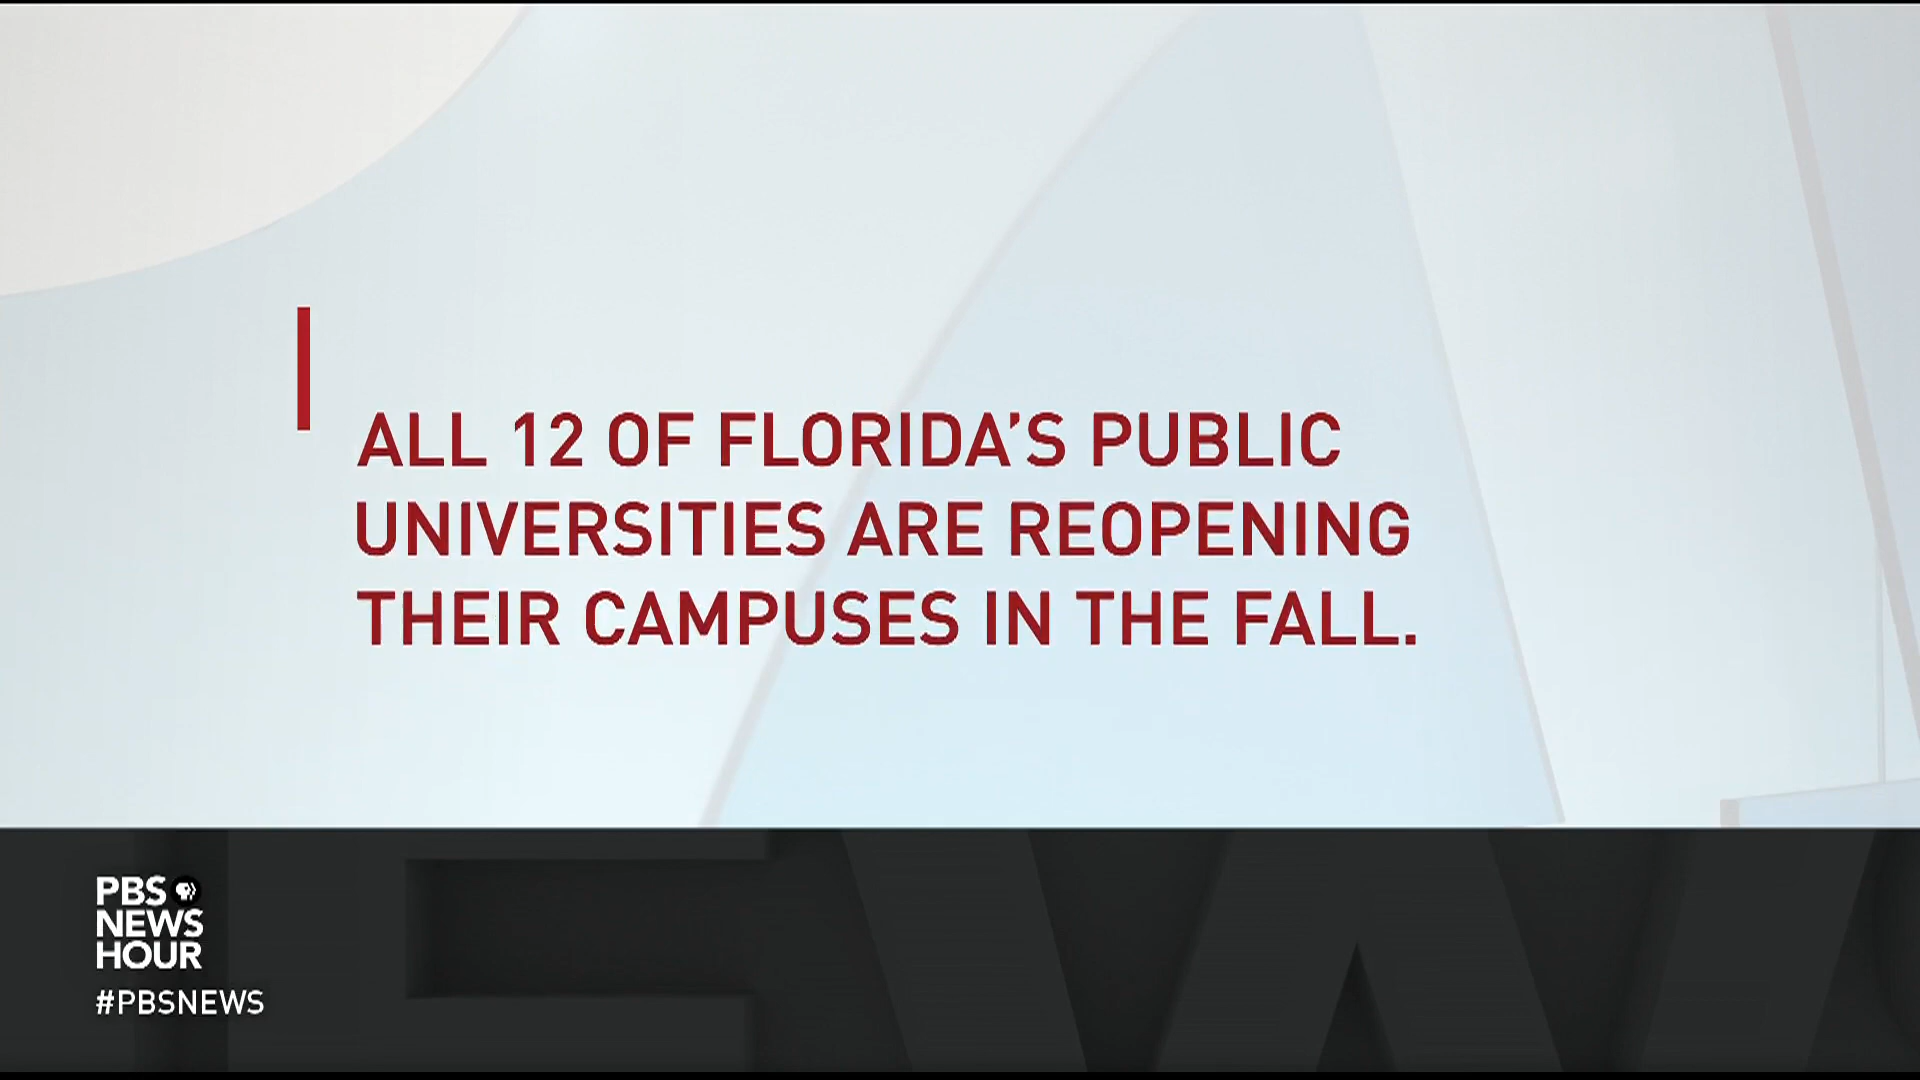 ALL 12 OF FLORIDA’S PUBLIC
UNIVERSITIES ARE REOPENING
THEIR CAMPUSES IN THE FALL.
PBS
NEWS
HOUR
#PBSNEWS